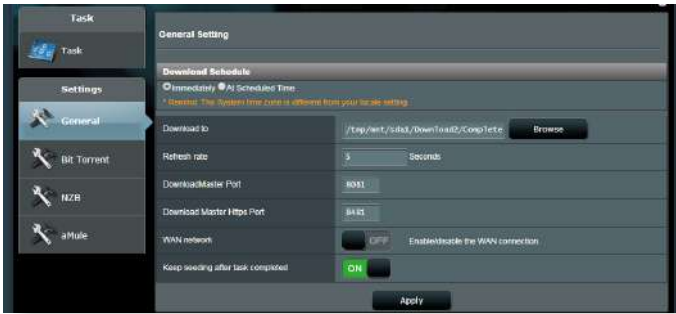 Task
Task
Settings
General
Bit Torrent
NZB
aMule
General Setting
Download Schedule
Immediately At Scheduled Time
* Remind: The System time zone is different from your locale setting.
Download to /tmp/mnt/sda1/Download2/Complete Browse
Refresh rate 5 Seconds
DownloadMaster Port 8081
Download Master Https Port
WAN network OFF Enable/disable the WAN connection
Keep seeding after task completed ON
Apply